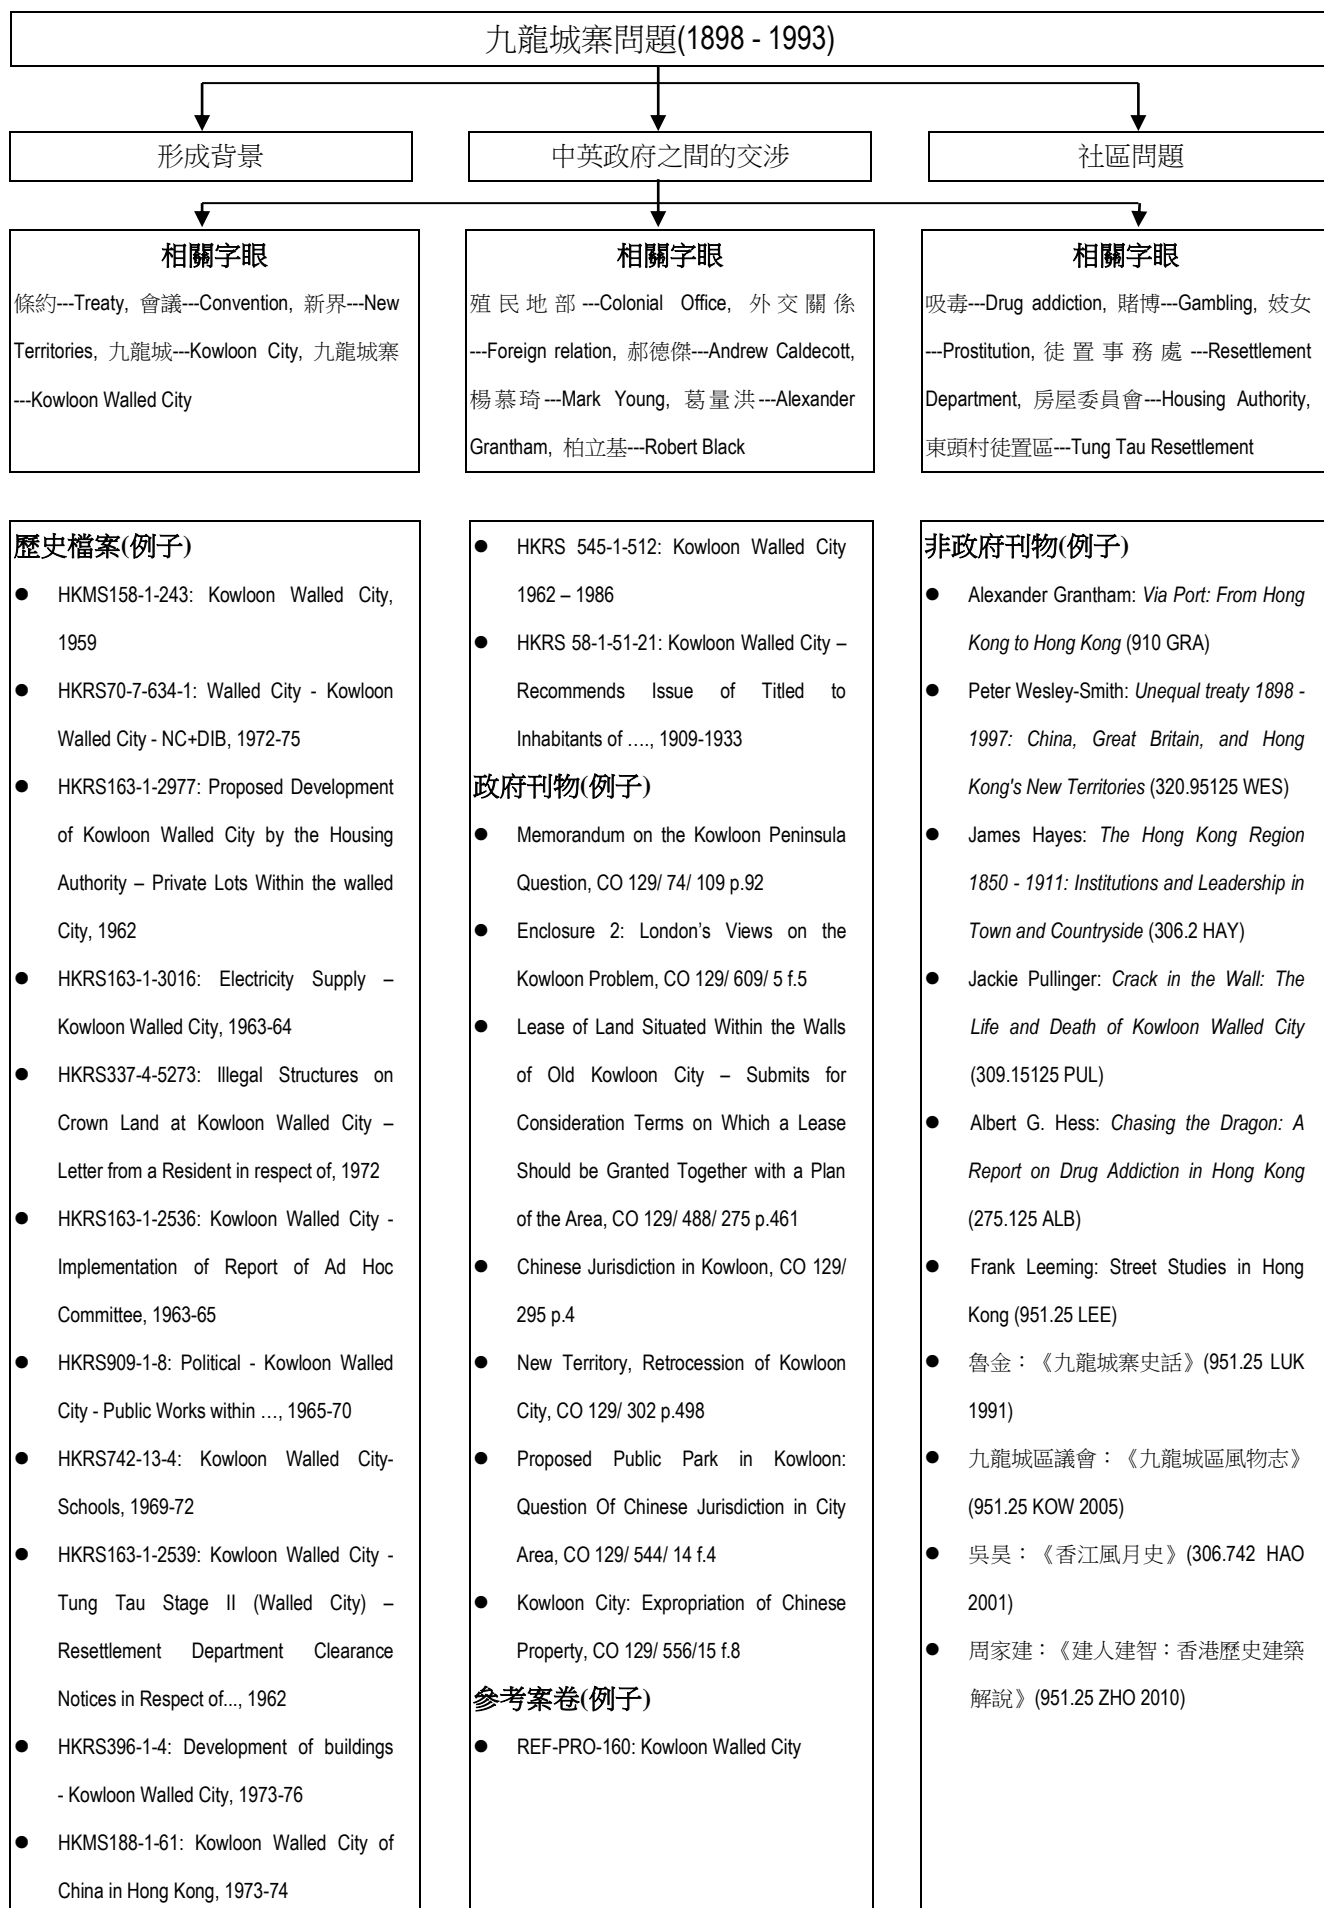 九龍城寨問題(1898 - 1993)
形成背景
中英政府之間的交涉
社區問題
相關字眼
條約---Treaty, 會議---Convention, 新界---New
Territories, 九龍城---Kowloon City, 九龍城寨
---Kowloon Walled City
相關字眼
殖民地部---Colonial Office, 外交關係
---Foreign relation, 郝德傑---Andrew Caldecott,
楊慕琦---Mark Young, 葛量洪---Alexander
Grantham, 柏立基---Robert Black
相關字眼
吸毒---Drug addiction, 賭博---Gambling, 妓女
---Prostitution, 徒置事務處---Resettlement
Department, 房屋委員會---Housing Authority,
東頭村徒置區---Tung Tau Resettlement
歷史檔案(例子)
● HKMS158-1-243: Kowloon Walled City,
1959
● HKRS70-7-634-1: Walled City - Kowloon
Walled City - NC+DIB, 1972-75
● HKRS163-1-2977: Proposed Development
of Kowloon Walled City by the Housing
Authority – Private Lots Within the walled
City, 1962
● HKRS163-1-3016: Electricity Supply –
Kowloon Walled City, 1963-64
● HKRS337-4-5273: Illegal Structures on
Crown Land at Kowloon Walled City –
Letter from a Resident in respect of, 1972
● HKRS163-1-2536: Kowloon Walled City -
Implementation of Report of Ad Hoc
Committee, 1963-65
● HKRS909-1-8: Political - Kowloon Walled
City - Public Works within …, 1965-70
● HKRS742-13-4: Kowloon Walled City-
Schools, 1969-72
● HKRS163-1-2539: Kowloon Walled City -
Tung Tau Stage II (Walled City) –
Resettlement Department Clearance
Notices in Respect of..., 1962
● HKRS396-1-4: Development of buildings
- Kowloon Walled City, 1973-76
● HKMS188-1-61: Kowloon Walled City of
China in Hong Kong, 1973-74
● HKRS 545-1-512: Kowloon Walled City
1962 – 1986
● HKRS 58-1-51-21: Kowloon Walled City –
Recommends Issue of Titled to
Inhabitants of …., 1909-1933
政府刊物(例子)
● Memorandum on the Kowloon Peninsula
Question, CO 129/ 74/ 109 p.92
● Enclosure 2: London’s Views on the
Kowloon Problem, CO 129/ 609/ 5 f.5
● Lease of Land Situated Within the Walls
of Old Kowloon City – Submits for
Consideration Terms on Which a Lease
Should be Granted Together with a Plan
of the Area, CO 129/ 488/ 275 p.461
● Chinese Jurisdiction in Kowloon, CO 129/
295 p.4
● New Territory, Retrocession of Kowloon
City, CO 129/ 302 p.498
● Proposed Public Park in Kowloon:
Question Of Chinese Jurisdiction in City
Area, CO 129/ 544/ 14 f.4
● Kowloon City: Expropriation of Chinese
Property, CO 129/ 556/15 f.8
參考案卷(例子)
● REF-PRO-160: Kowloon Walled City
非政府刊物(例子)
● Alexander Grantham: Via Port: From Hong
Kong to Hong Kong (910 GRA)
● Peter Wesley-Smith: Unequal treaty 1898 -
1997: China, Great Britain, and Hong
Kong's New Territories (320.95125 WES)
● James Hayes: The Hong Kong Region
1850 - 1911: Institutions and Leadership in
Town and Countryside (306.2 HAY)
● Jackie Pullinger: Crack in the Wall: The
Life and Death of Kowloon Walled City
(309.15125 PUL)
● Albert G. Hess: Chasing the Dragon: A
Report on Drug Addiction in Hong Kong
(275.125 ALB)
● Frank Leeming: Street Studies in Hong
Kong (951.25 LEE)
● 魯金：《九龍城寨史話》(951.25 LUK
1991)
● 九龍城區議會：《九龍城區風物志》
(951.25 KOW 2005)
● 吳昊：《香江風月史》(306.742 HAO
2001)
● 周家建：《建人建智：香港歷史建築
解說》(951.25 ZHO 2010)